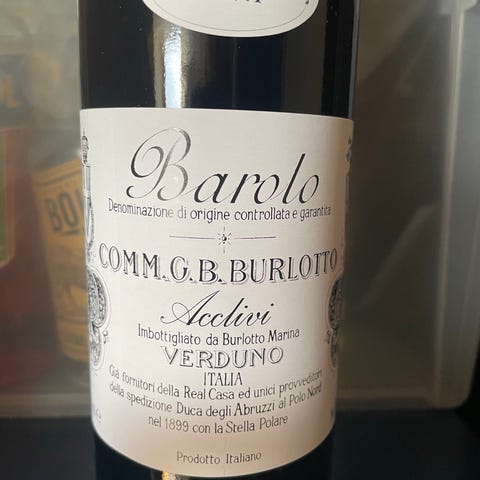 Barolo
Denominazione di origine controllata e garantita
COMM.G.B.BURLOTTO
Acclivi
Imbottigliato da Burlotto Marina
VERDUNO
ITALIA
Già fornitori della Real Casa ed unici provveditori
della spedizione Duca degli Abruzzi al Polo Nord
nel 1899 con la Stella Polare
Prodotto Italiano
BOL